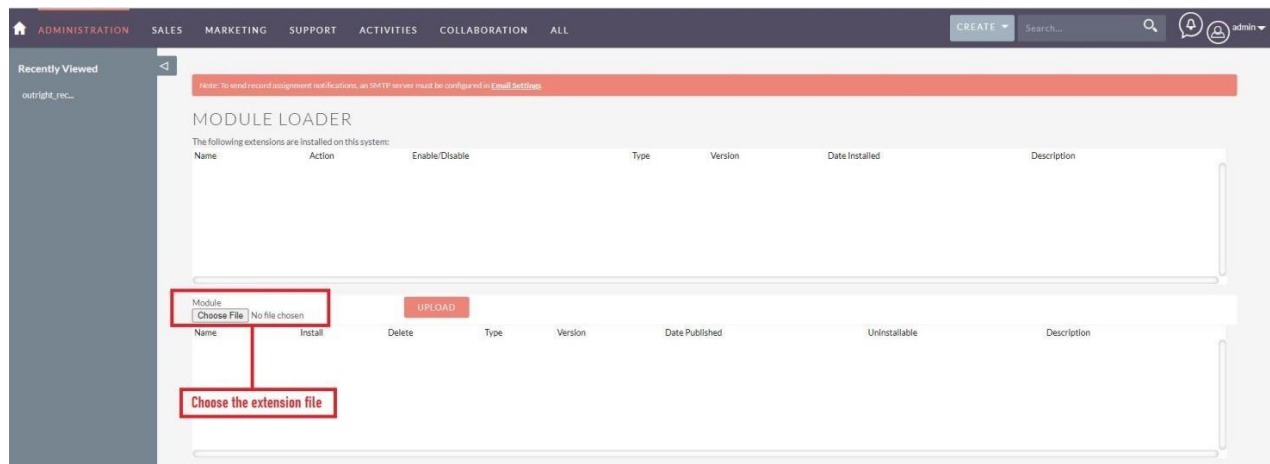 ADMINISTRATION SALES MARKETING SUPPORT ACTIVITIES COLLABORATION ALL CREATE Search... admin
Recently Viewed
outright_rec...
Note: To send record assignment notifications, an SMTP server must be configured in Email Settings.
MODULE LOADER
The following extensions are installed on this system:
Name Action Enable/Disable Type Version Date Installed Description
Module
Choose File No file chosen UPLOAD
Name Install Delete Type Version Date Published Uninstallable Description
Choose the extension file